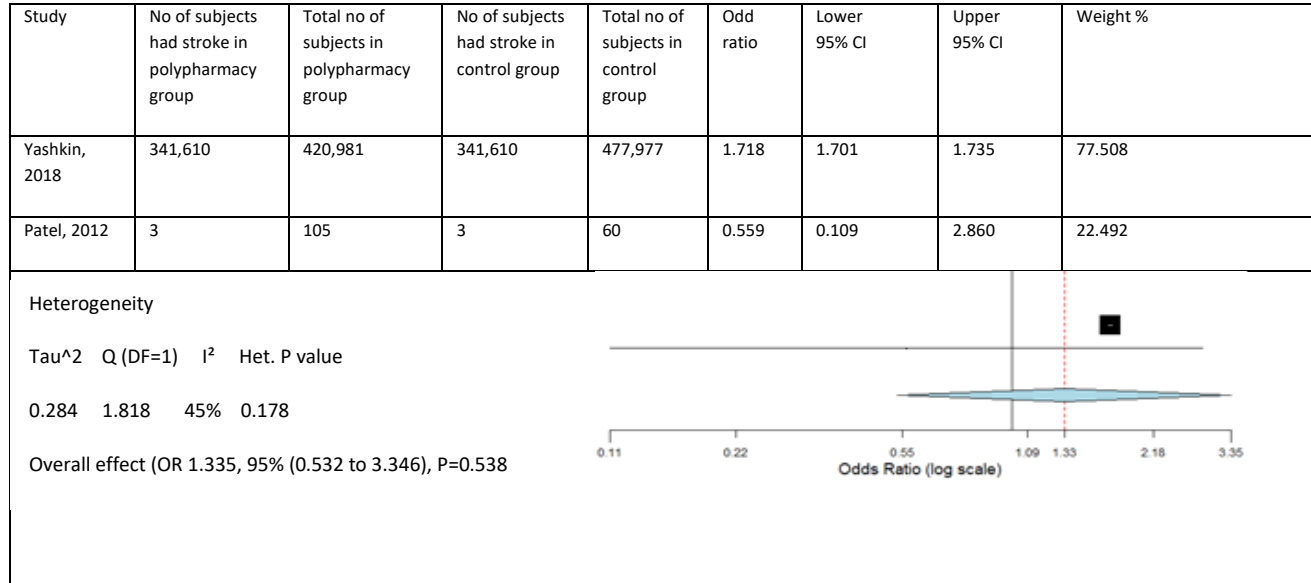 Study No of subjects had stroke in polypharmacy group Total no of subjects in polypharmacy group No of subjects had stroke in control group Total no of subjects in control group Odd ratio Lower 95% CI Upper 95% CI Weight %
Yashkin, 2018 341,610 420,981 341,610 477,977 1.718 1.701 1.735 77.508
Patel, 2012 3 105 3 60 0.559 0.109 2.860 22.492
Heterogeneity
Tau^2 Q (DF=1) I² Het. P value
0.284 1.818 45% 0.178
Overall effect (OR 1.335, 95% (0.532 to 3.346), P=0.538
0.11 0.22 0.55 1.09 1.33 2.18 3.35
Odds Ratio (log scale)